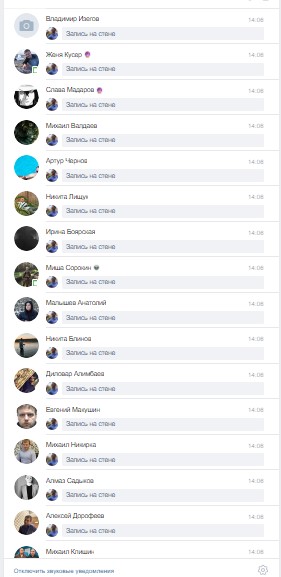 Владимир Изегов 14:08
Запись на стене
Женя Кусар 14:08
Запись на стене
Слава Мадаров 14:08
Запись на стене
Михаил Валдаев 14:08
Запись на стене
Артур Чернов 14:08
Запись на стене
Никита Лищук 14:08
Запись на стене
Ирина Боярская 14:08
Запись на стене
Миша Сорокин 14:08
Запись на стене
Малышев Анатолий 14:08
Запись на стене
Никита Блинов 14:08
Запись на стене
Диловар Алимбаев 14:08
Запись на стене
Евгений Макушин 14:08
Запись на стене
Михаил Никирка 14:08
Запись на стене
Алмаз Садыков 14:08
Запись на стене
Алексей Дорофеев 14:08
Запись на стене
Михаил Клишин 14:08
Отключить звуковые уведомления